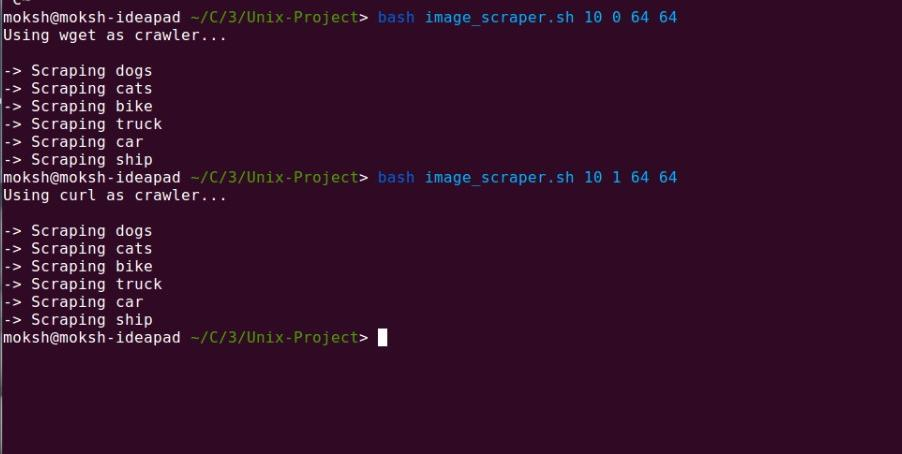 moksh@moksh-ideapad ~/C/3/Unix-Project> bash image_scraper.sh 10 0 64 64
Using wget as crawler...
-> Scraping dogs
-> Scraping cats
-> Scraping bike
-> Scraping truck
-> Scraping car
-> Scraping ship
moksh@moksh-ideapad ~/C/3/Unix-Project> bash image_scraper.sh 10 1 64 64
Using curl as crawler...
-> Scraping dogs
-> Scraping cats
-> Scraping bike
-> Scraping truck
-> Scraping car
-> Scraping ship
moksh@moksh-ideapad ~/C/3/Unix-Project>